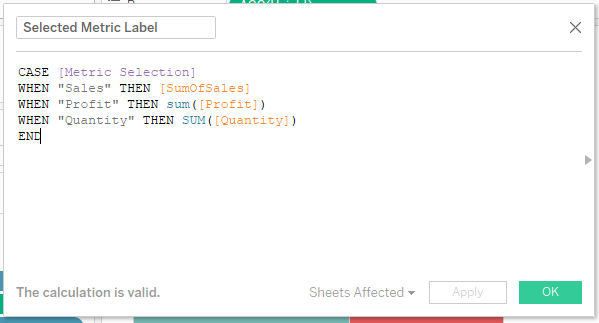 Selected Metric Label
CASE [Metric Selection]
WHEN "Sales" THEN [SumOfSales]
WHEN "Profit" THEN sum([Profit])
WHEN "Quantity" THEN SUM([Quantity])
END
The calculation is valid.
Sheets Affected
Apply
OK